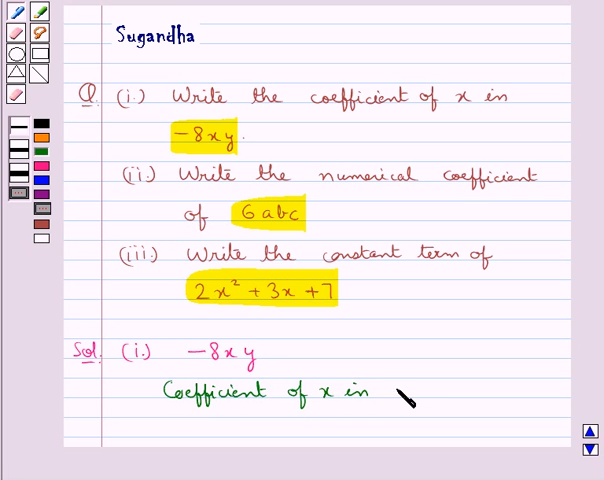 Sugandha
Q. (i.) Write the coefficient of x in
-8xy.
(ii.) Write the numerical coefficient
of 6abc
(iii.) Write the constant term of
2x² + 3x + 7
Sol. (i.) -8xy
Coefficient of x in